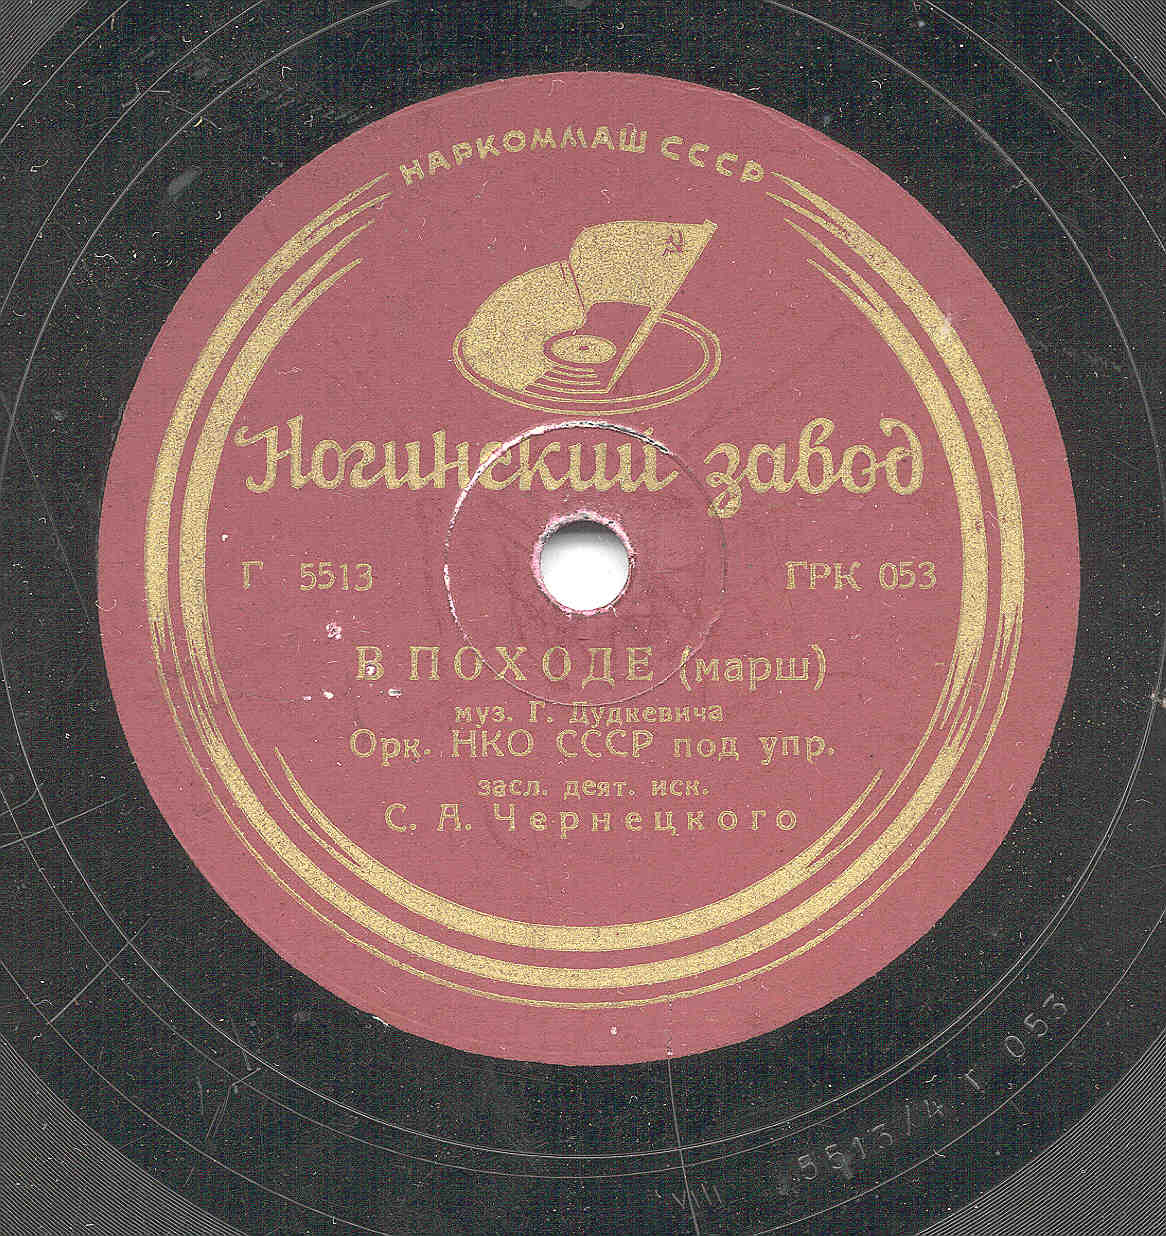 НАРКОММАШ СССР
Ногинский завод
Г 5513
ГРК 053
В ПОХОДЕ (марш)
муз. Г. Дудкевича
Орк. НКО СССР под упр.
засл. деят. иск.
С. А. Чернецкого
VIII 5513/4 Г 053